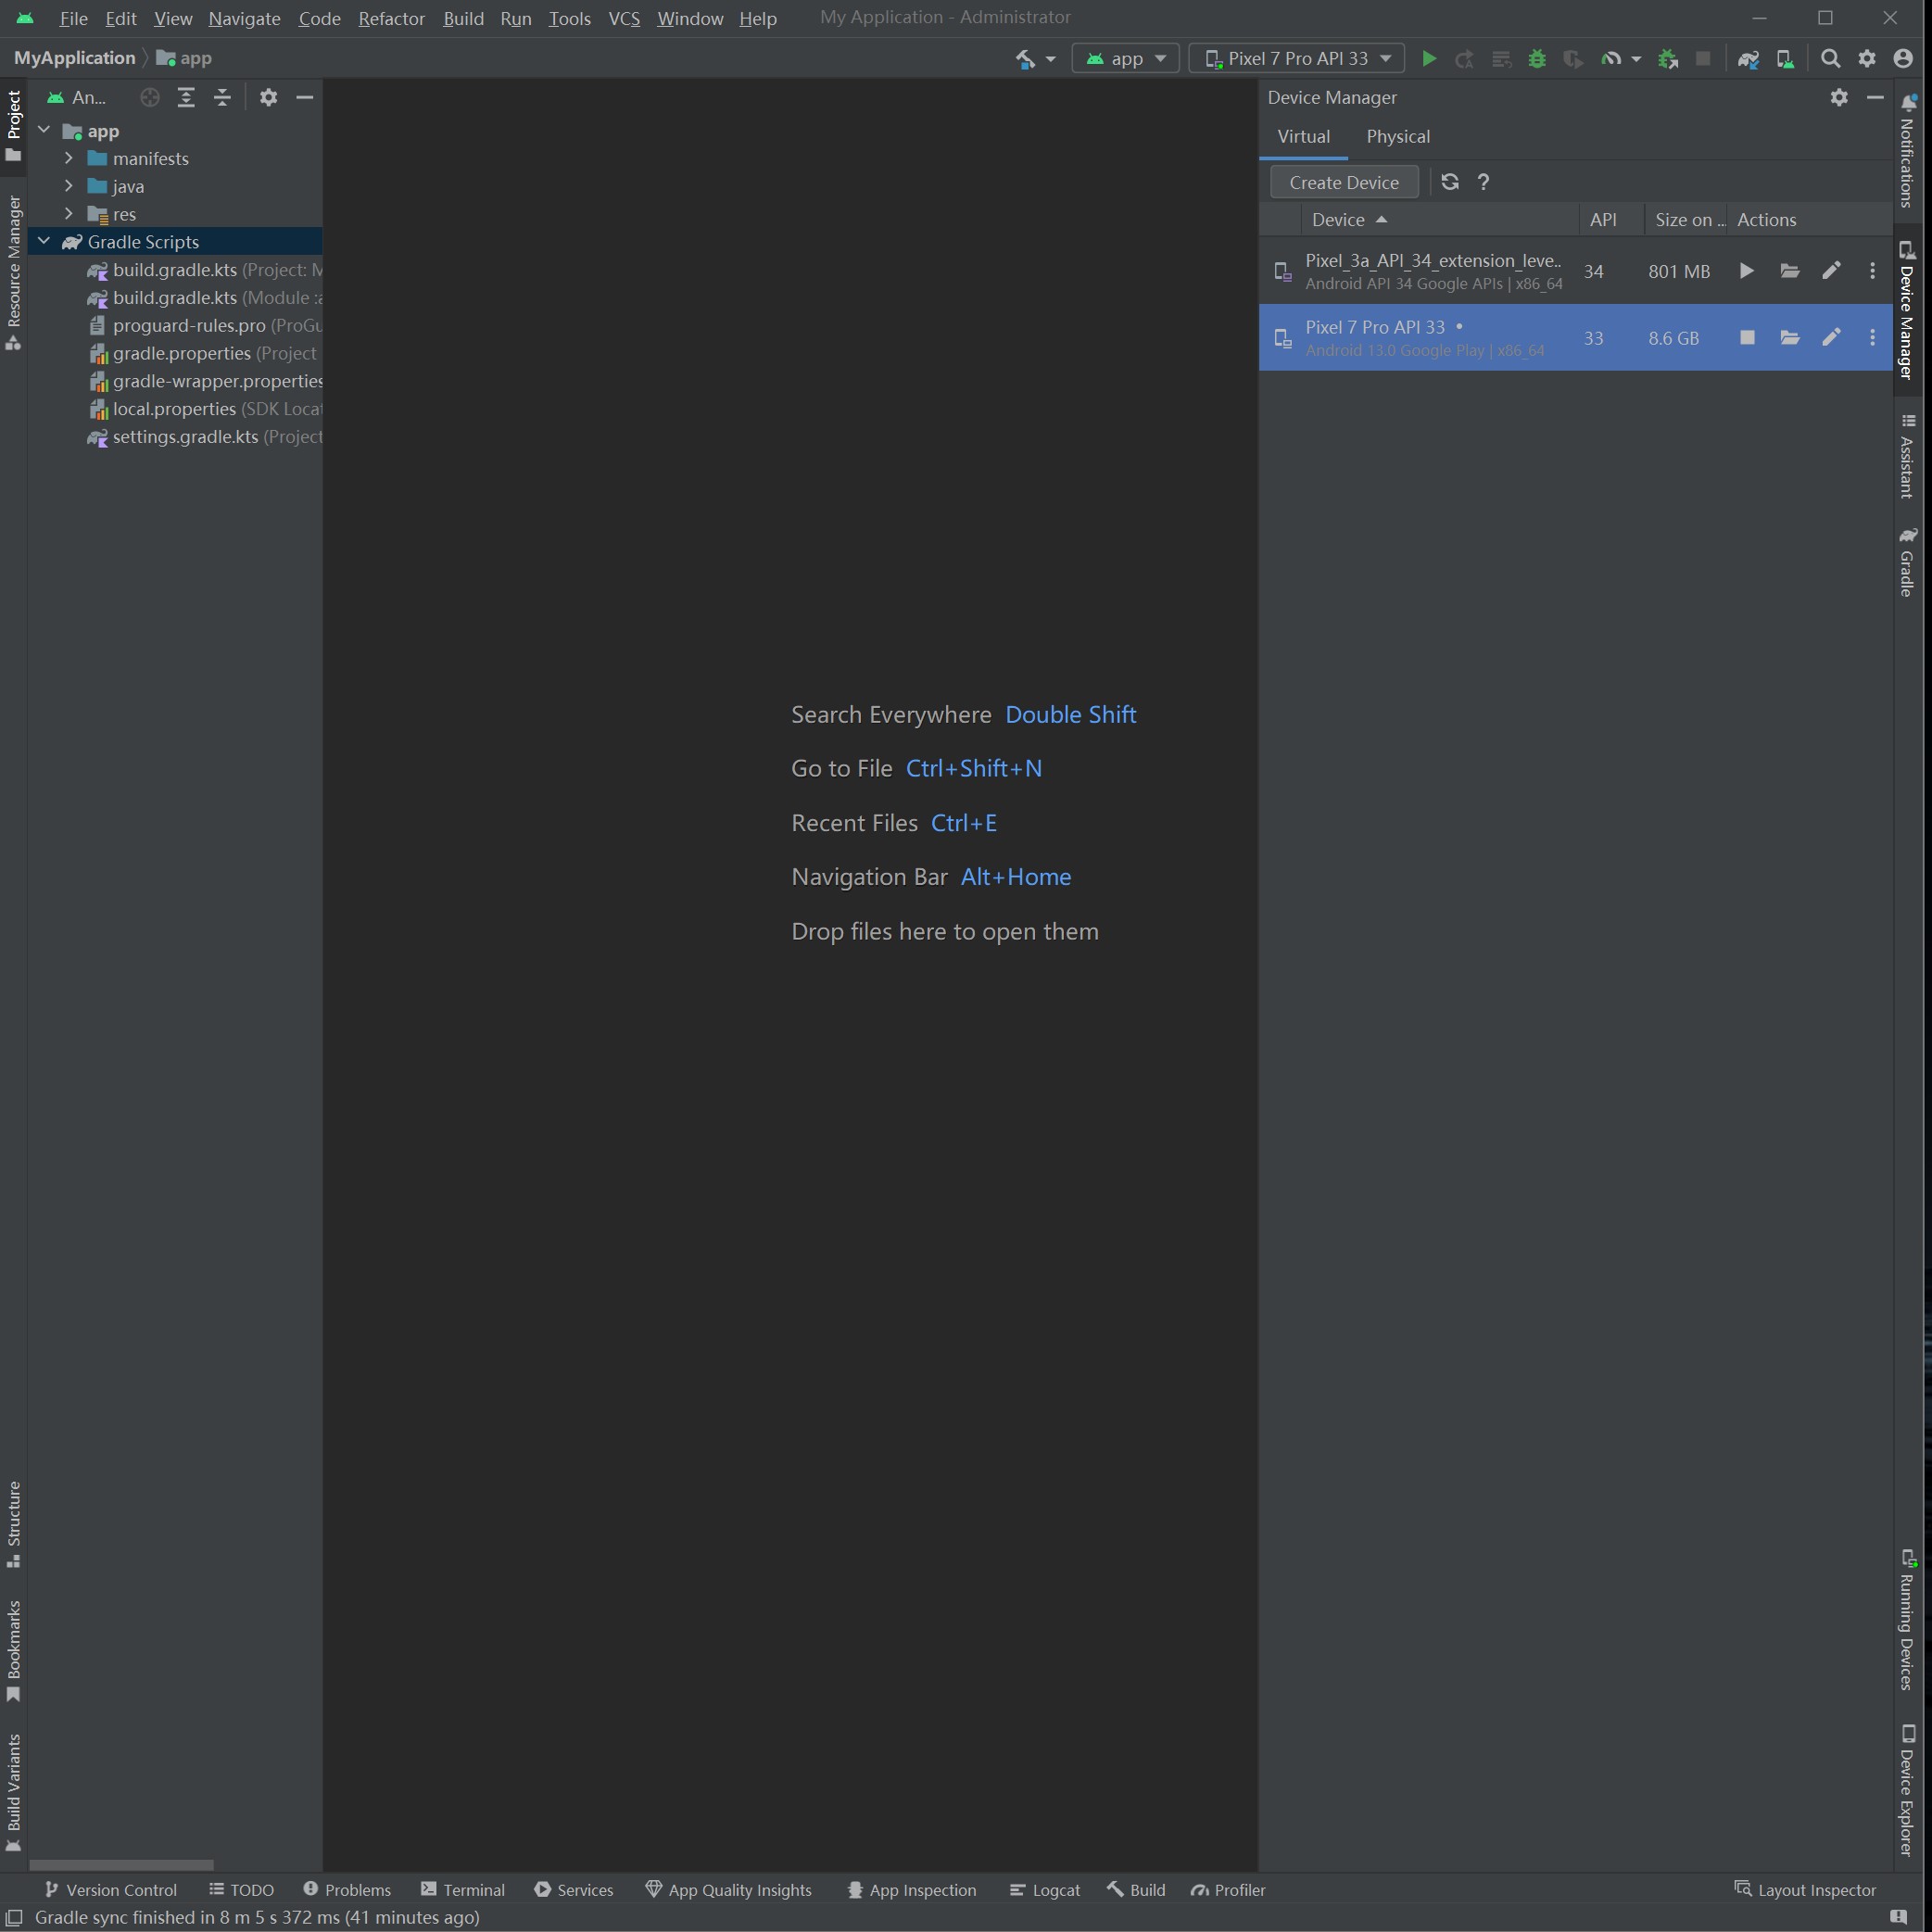 File Edit View Navigate Code Refactor Build Run Tools VCS Window Help My Application - Administrator
MyApplication app
app Pixel 7 Pro API 33
Project
Resource Manager
Structure
Bookmarks
Build Variants
An...
app
manifests
java
res
Gradle Scripts
build.gradle.kts (Project: M
build.gradle.kts (Module :a
proguard-rules.pro (ProGu
gradle.properties (Project
gradle-wrapper.properties
local.properties (SDK Locat
settings.gradle.kts (Project
Search Everywhere Double Shift
Go to File Ctrl+Shift+N
Recent Files Ctrl+E
Navigation Bar Alt+Home
Drop files here to open them
Device Manager
Virtual Physical
Create Device ?
Device API Size on ... Actions
Pixel_3a_API_34_extension_leve.. 34 801 MB
Android API 34 Google APIs | x86_64
Pixel 7 Pro API 33 • 33 8.6 GB
Android 13.0 Google Play | x86_64
Notifications
Device Manager
Assistant
Gradle
Running Devices
Device Explorer
Version Control TODO Problems Terminal Services App Quality Insights App Inspection Logcat Build Profiler Layout Inspector
Gradle sync finished in 8 m 5 s 372 ms (41 minutes ago)